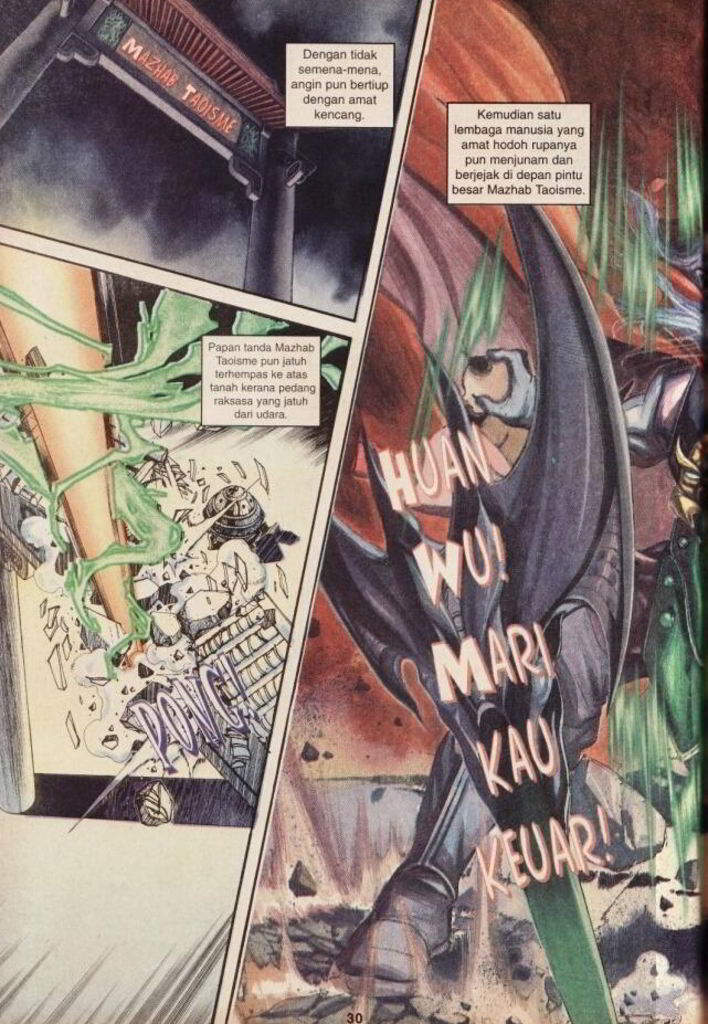 MAZHAB TAOISME
Dengan tidak
semena-mena,
angin pun bertiup
dengan amat
kencang.
Papan tanda Mazhab
Taoisme pun jatuh
terhempas ke atas
tanah kerana pedang
raksasa yang jatuh
dari udara.
PONG!
Kemudian satu
lembaga manusia yang
amat hodoh rupanya
pun menjunam dan
berjejak di depan pintu
besar Mazhab Taoisme.
HUAN
WU!
MARI
KAU
KEUAR!
30